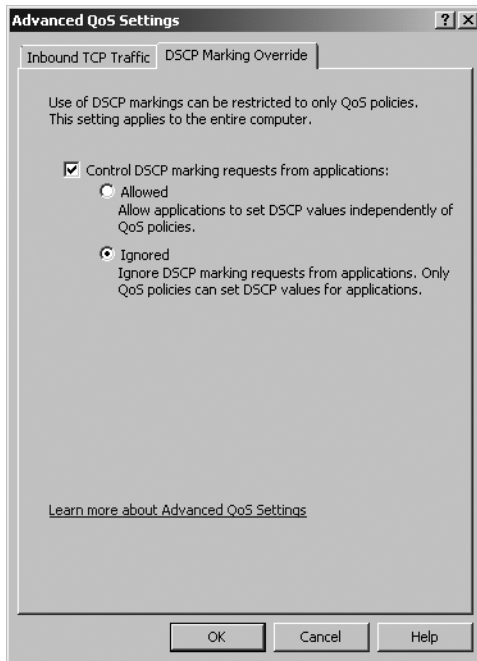 Advanced QoS Settings
Inbound TCP Traffic DSCP Marking Override
Use of DSCP markings can be restricted to only QoS policies.
This setting applies to the entire computer.
Control DSCP marking requests from applications:
Allowed
Allow applications to set DSCP values independently of
QoS policies.
Ignored
Ignore DSCP marking requests from applications. Only
QoS policies can set DSCP values for applications.
Learn more about Advanced QoS Settings
OK Cancel Help